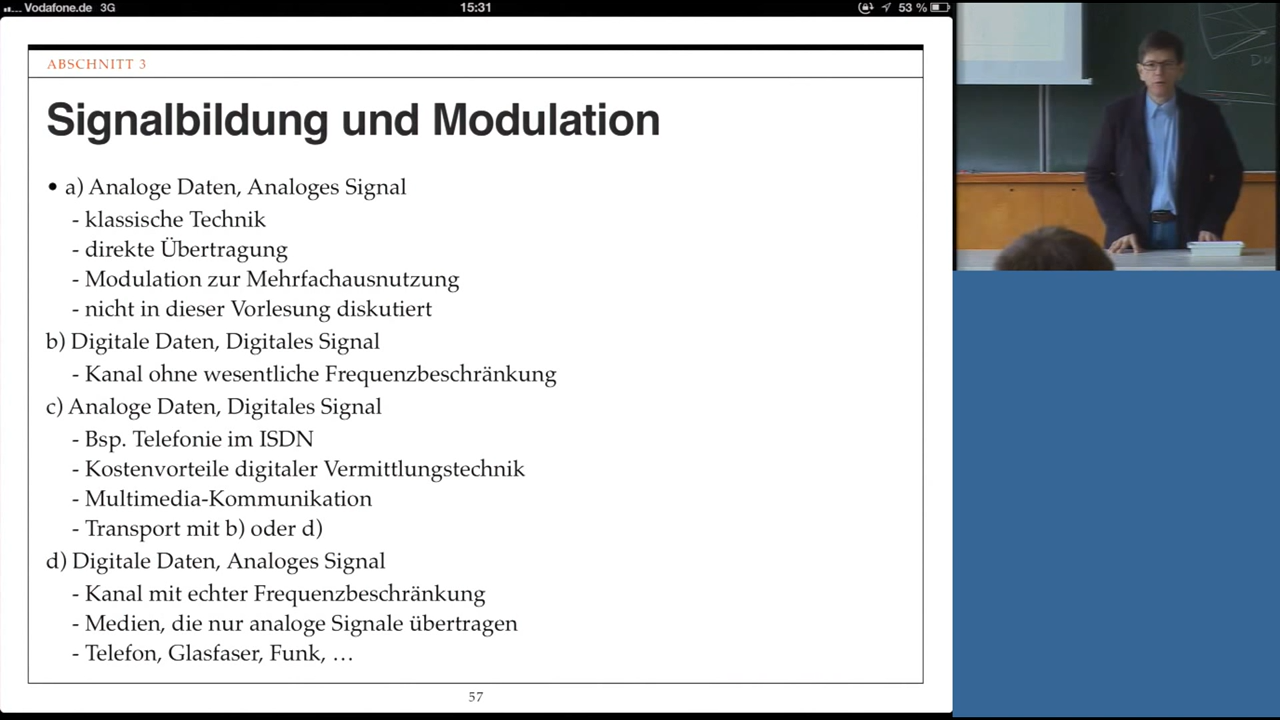 Vodafone.de 3G 15:31 53 %
ABSCHNITT 3
Signalbildung und Modulation
• a) Analoge Daten, Analoges Signal
- klassische Technik
- direkte Übertragung
- Modulation zur Mehrfachausnutzung
- nicht in dieser Vorlesung diskutiert
b) Digitale Daten, Digitales Signal
- Kanal ohne wesentliche Frequenzbeschränkung
c) Analoge Daten, Digitales Signal
- Bsp. Telefonie im ISDN
- Kostenvorteile digitaler Vermittlungstechnik
- Multimedia-Kommunikation
- Transport mit b) oder d)
d) Digitale Daten, Analoges Signal
- Kanal mit echter Frequenzbeschränkung
- Medien, die nur analoge Signale übertragen
- Telefon, Glasfaser, Funk, …
57